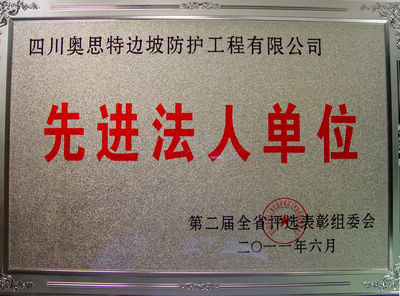 四川奥思特边坡防护工程有限公司
先进法人单位
第二届全省评选表彰组委会
二〇一一年六月